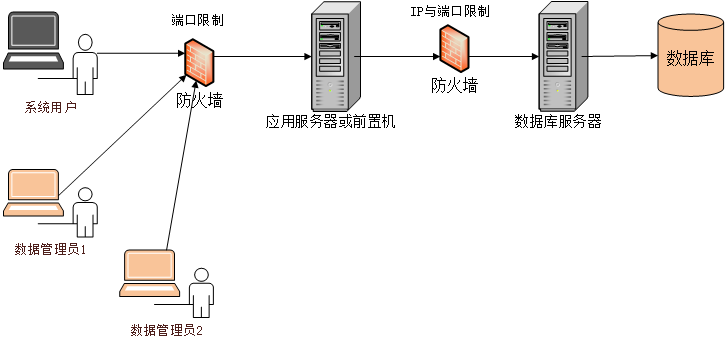 端口限制
IP与端口限制
数据库
系统用户
防火墙
防火墙
应用服务器或前置机
数据库服务器
数据管理员1
数据管理员2